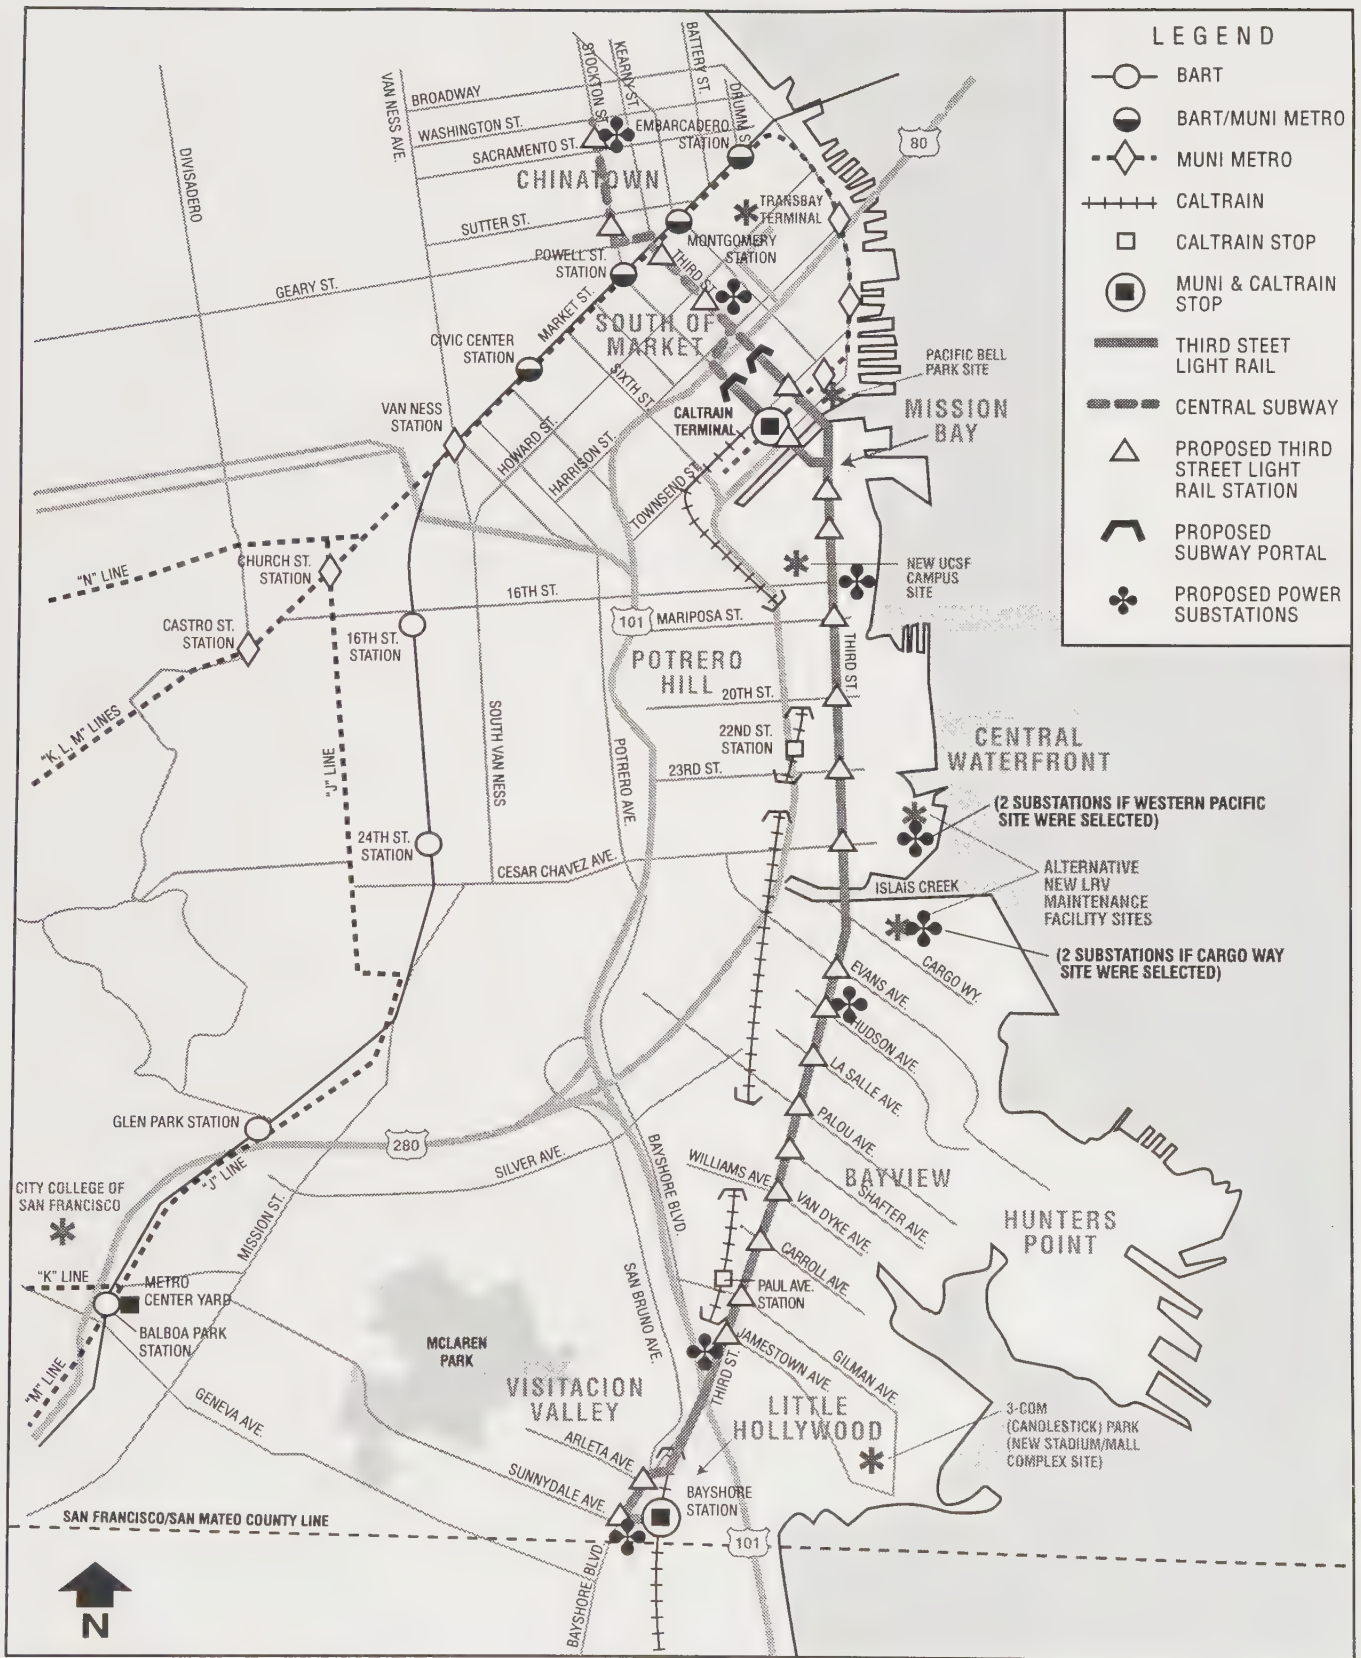 LEGEND
BART
BART/MUNI METRO
MUNI METRO
CALTRAIN
CALTRAIN STOP
MUNI & CALTRAIN
STOP
THIRD STEET
LIGHT RAIL
CENTRAL SUBWAY
PROPOSED THIRD
STREET LIGHT
RAIL STATION
PROPOSED
SUBWAY PORTAL
PROPOSED POWER
SUBSTATIONS
STOCKTON ST.
KEARNY ST.
BATTERY ST.
DRUMM S
VAN NESS AVE.
DIVISADERO
BROADWAY
WASHINGTON ST.
SACRAMENTO ST.
EMBARCADERO
STATION
80
CHINATOWN
TRANSBAY
TERMINAL
SUTTER ST.
MONTGOMERY
STATION
POWELL ST.
STATION
THIRD ST.
GEARY ST.
MARKET ST.
SOUTH OF
MARKET
CIVIC CENTER
STATION
SIXTH ST.
PACIFIC BELL
PARK SITE
VAN NESS
STATION
CALTRAIN
TERMINAL
MISSION
BAY
HOWARD ST.
HARRISON ST.
TOWNSEND ST.
"N" LINE
CHURCH ST.
STATION
16TH ST.
NEW UCSF
CAMPUS
SITE
CASTRO ST.
STATION
16TH ST.
STATION
101
MARIPOSA ST.
POTRERO
HILL
THIRD ST.
20TH ST.
"K, L, M" LINES
"J" LINE
SOUTH VAN NESS
POTRERO AVE.
22ND ST.
STATION
23RD ST.
CENTRAL
WATERFRONT
(2 SUBSTATIONS IF WESTERN PACIFIC
SITE WERE SELECTED)
24TH ST.
STATION
CESAR CHAVEZ AVE.
ISLAIS CREEK
ALTERNATIVE
NEW LRV
MAINTENANCE
FACILITY SITES
(2 SUBSTATIONS IF CARGO WAY
SITE WERE SELECTED)
CARGO WY.
EVANS AVE.
HUDSON AVE.
LA SALLE AVE.
GLEN PARK STATION
280
PALOU AVE.
SILVER AVE.
BAYSHORE BLVD.
WILLIAMS AVE.
BAYVIEW
SHAFTER AVE.
"J" LINE
CITY COLLEGE OF
SAN FRANCISCO
MISSION ST.
VAN DYKE AVE.
HUNTERS
POINT
CARROLL AVE.
"K" LINE
METRO
CENTER YARD
SAN BRUNO AVE.
PAUL AVE.
STATION
BALBOA PARK
STATION
MCLAREN
PARK
JAMESTOWN AVE.
GILMAN AVE.
"M" LINE
THIRD ST.
VISITACION
VALLEY
LITTLE
HOLLYWOOD
GENEVA AVE.
3-COM
(CANDLESTICK) PARK
(NEW STADIUM/MALL
COMPLEX SITE)
ARLETA AVE.
SUNNYDALE AVE.
BAYSHORE
STATION
SAN FRANCISCO/SAN MATEO COUNTY LINE
101
BAYSHORE BLVD.
N